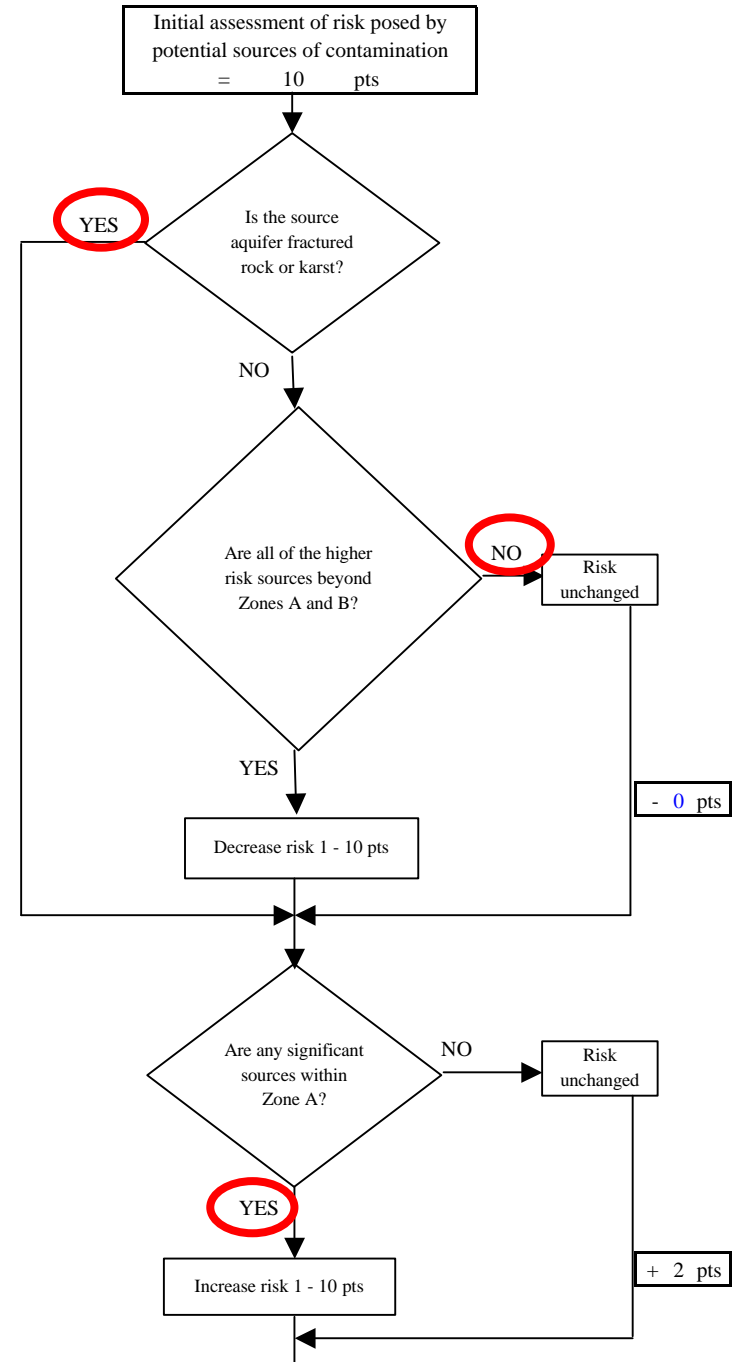 Initial assessment of risk posed by
potential sources of contamination
= 10 pts
YES
Is the source
aquifer fractured
rock or karst?
NO
Are all of the higher
risk sources beyond
Zones A and B?
NO
Risk
unchanged
YES
- 0 pts
Decrease risk 1 - 10 pts
Are any significant
sources within
Zone A?
NO
Risk
unchanged
YES
+ 2 pts
Increase risk 1 - 10 pts